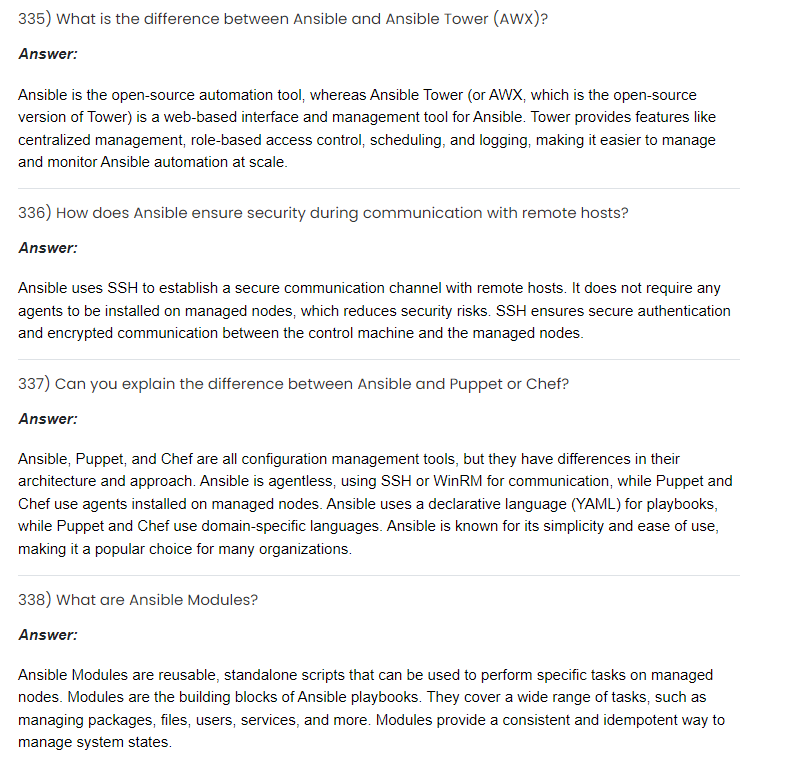 335) What is the difference between Ansible and Ansible Tower (AWX)?
Answer:
Ansible is the open-source automation tool, whereas Ansible Tower (or AWX, which is the open-source
version of Tower) is a web-based interface and management tool for Ansible. Tower provides features like
centralized management, role-based access control, scheduling, and logging, making it easier to manage
and monitor Ansible automation at scale.
336) How does Ansible ensure security during communication with remote hosts?
Answer:
Ansible uses SSH to establish a secure communication channel with remote hosts. It does not require any
agents to be installed on managed nodes, which reduces security risks. SSH ensures secure authentication
and encrypted communication between the control machine and the managed nodes.
337) Can you explain the difference between Ansible and Puppet or Chef?
Answer:
Ansible, Puppet, and Chef are all configuration management tools, but they have differences in their
architecture and approach. Ansible is agentless, using SSH or WinRM for communication, while Puppet and
Chef use agents installed on managed nodes. Ansible uses a declarative language (YAML) for playbooks,
while Puppet and Chef use domain-specific languages. Ansible is known for its simplicity and ease of use,
making it a popular choice for many organizations.
338) What are Ansible Modules?
Answer:
Ansible Modules are reusable, standalone scripts that can be used to perform specific tasks on managed
nodes. Modules are the building blocks of Ansible playbooks. They cover a wide range of tasks, such as
managing packages, files, users, services, and more. Modules provide a consistent and idempotent way to
manage system states.